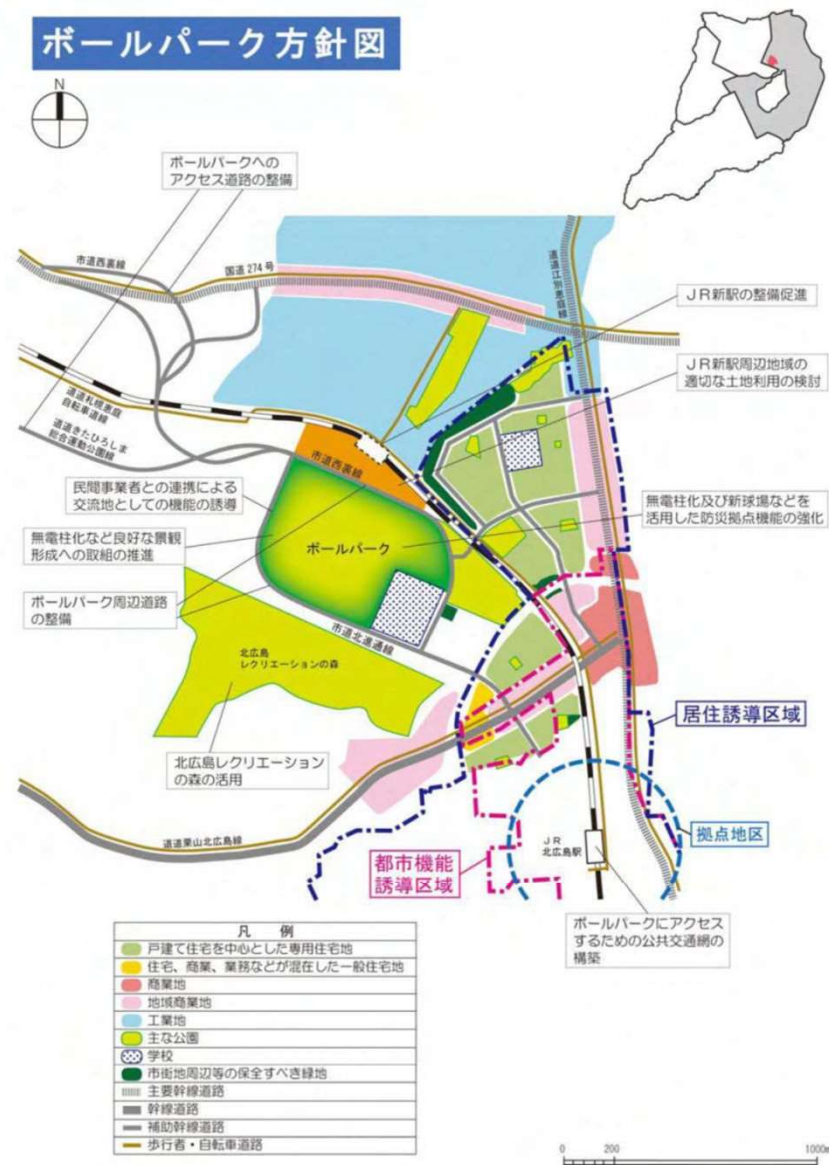 ボールパーク方針図
N
ボールパークへの
アクセス道路の整備
市道西裏線
国道274号
道道江別恵庭線
JR新駅の整備促進
JR新駅周辺地域の
適切な土地利用の検討
道道札幌恵庭
自転車道線
道道きたひろしま
総合運動公園線
市道西裏線
民間事業者との連携による
交流地としての機能の誘導
無電柱化及び新球場などを
活用した防災拠点機能の強化
無電柱化など良好な景観
形成への取組の推進
ボールパーク
ボールパーク周辺道路
の整備
市道北進通線
北広島
レクリエーションの森
居住誘導区域
北広島レクリエーション
の森の活用
拠点地区
道道栗山北広島線
JR
北広島駅
都市機能
誘導区域
ボールパークにアクセス
するための公共交通網の
構築
凡 例
戸建て住宅を中心とした専用住宅地
住宅、商業、業務などが混在した一般住宅地
商業地
地域商業地
工業地
主な公園
学校
市街地周辺等の保全すべき緑地
主要幹線道路
幹線道路
補助幹線道路
歩行者・自転車道路
0 200 1000m